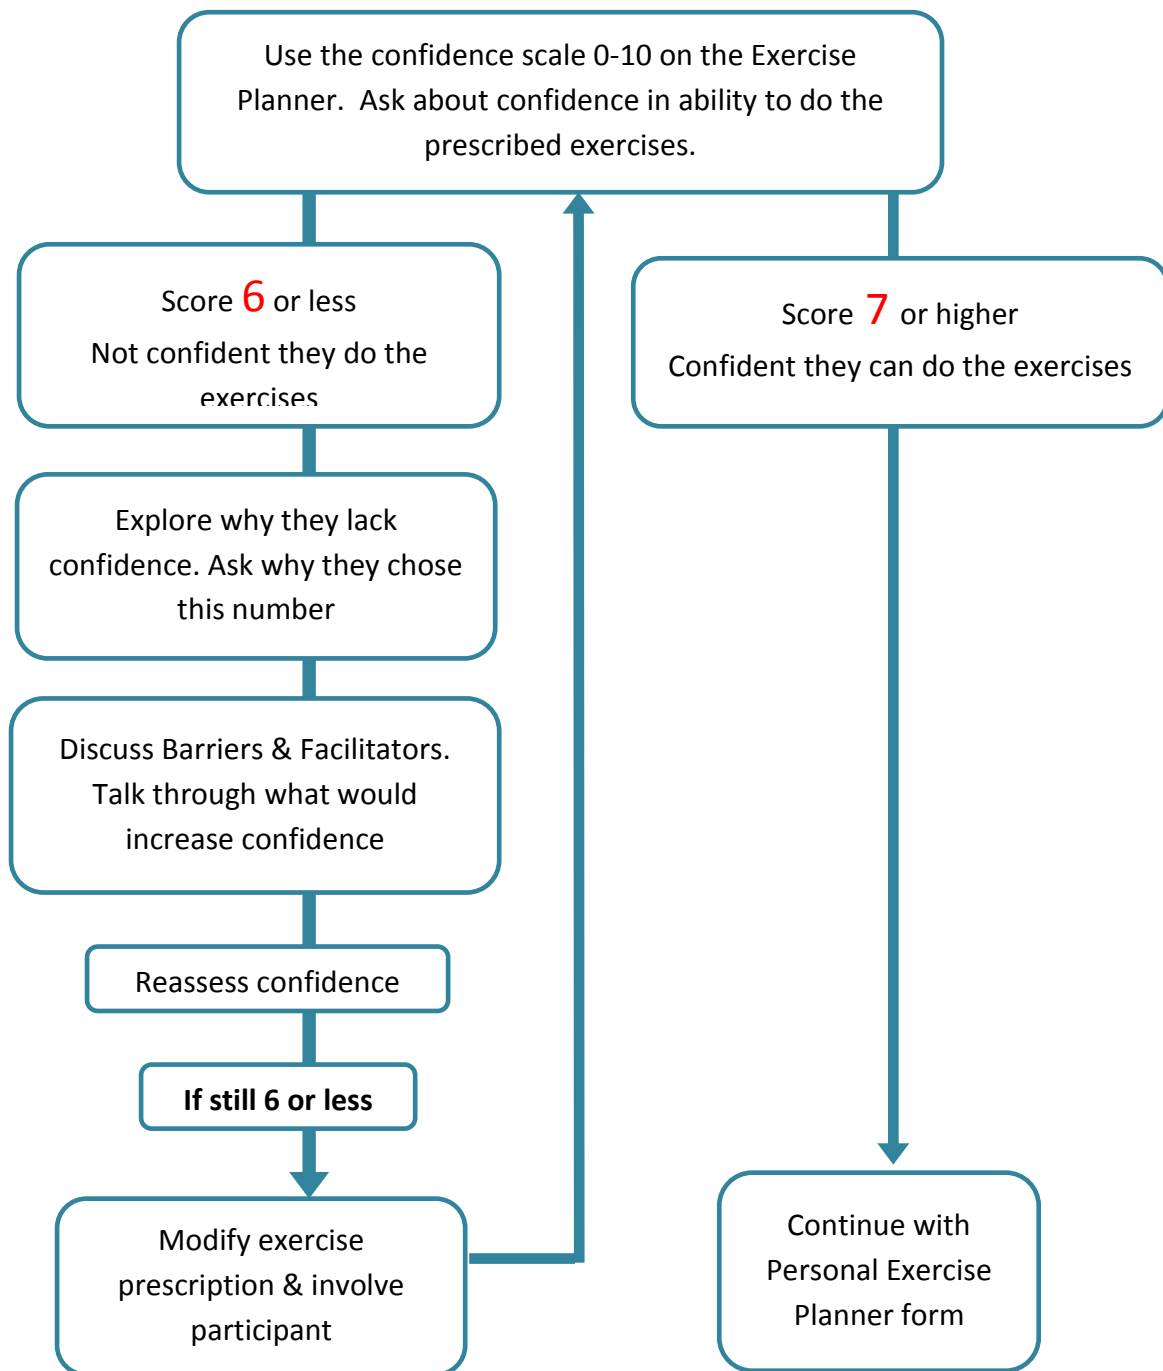 Use the confidence scale 0-10 on the Exercise
Planner.  Ask about confidence in ability to do the
prescribed exercises.
Score 6 or less
Not confident they do the
exercises
Explore why they lack
confidence. Ask why they chose
this number
Discuss Barriers & Facilitators.
Talk through what would
increase confidence
Reassess confidence
If still 6 or less
Modify exercise
prescription & involve
participant
Score 7 or higher
Confident they can do the exercises
Continue with
Personal Exercise
Planner form